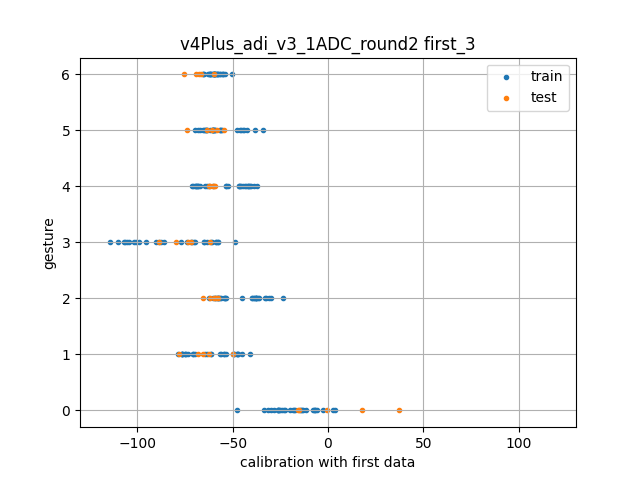 v4Plus_adi_v3_1ADC_round2 first_3
train
test
6
5
4
3
2
1
0
gesture
−100
−50
0
50
100
calibration with first data